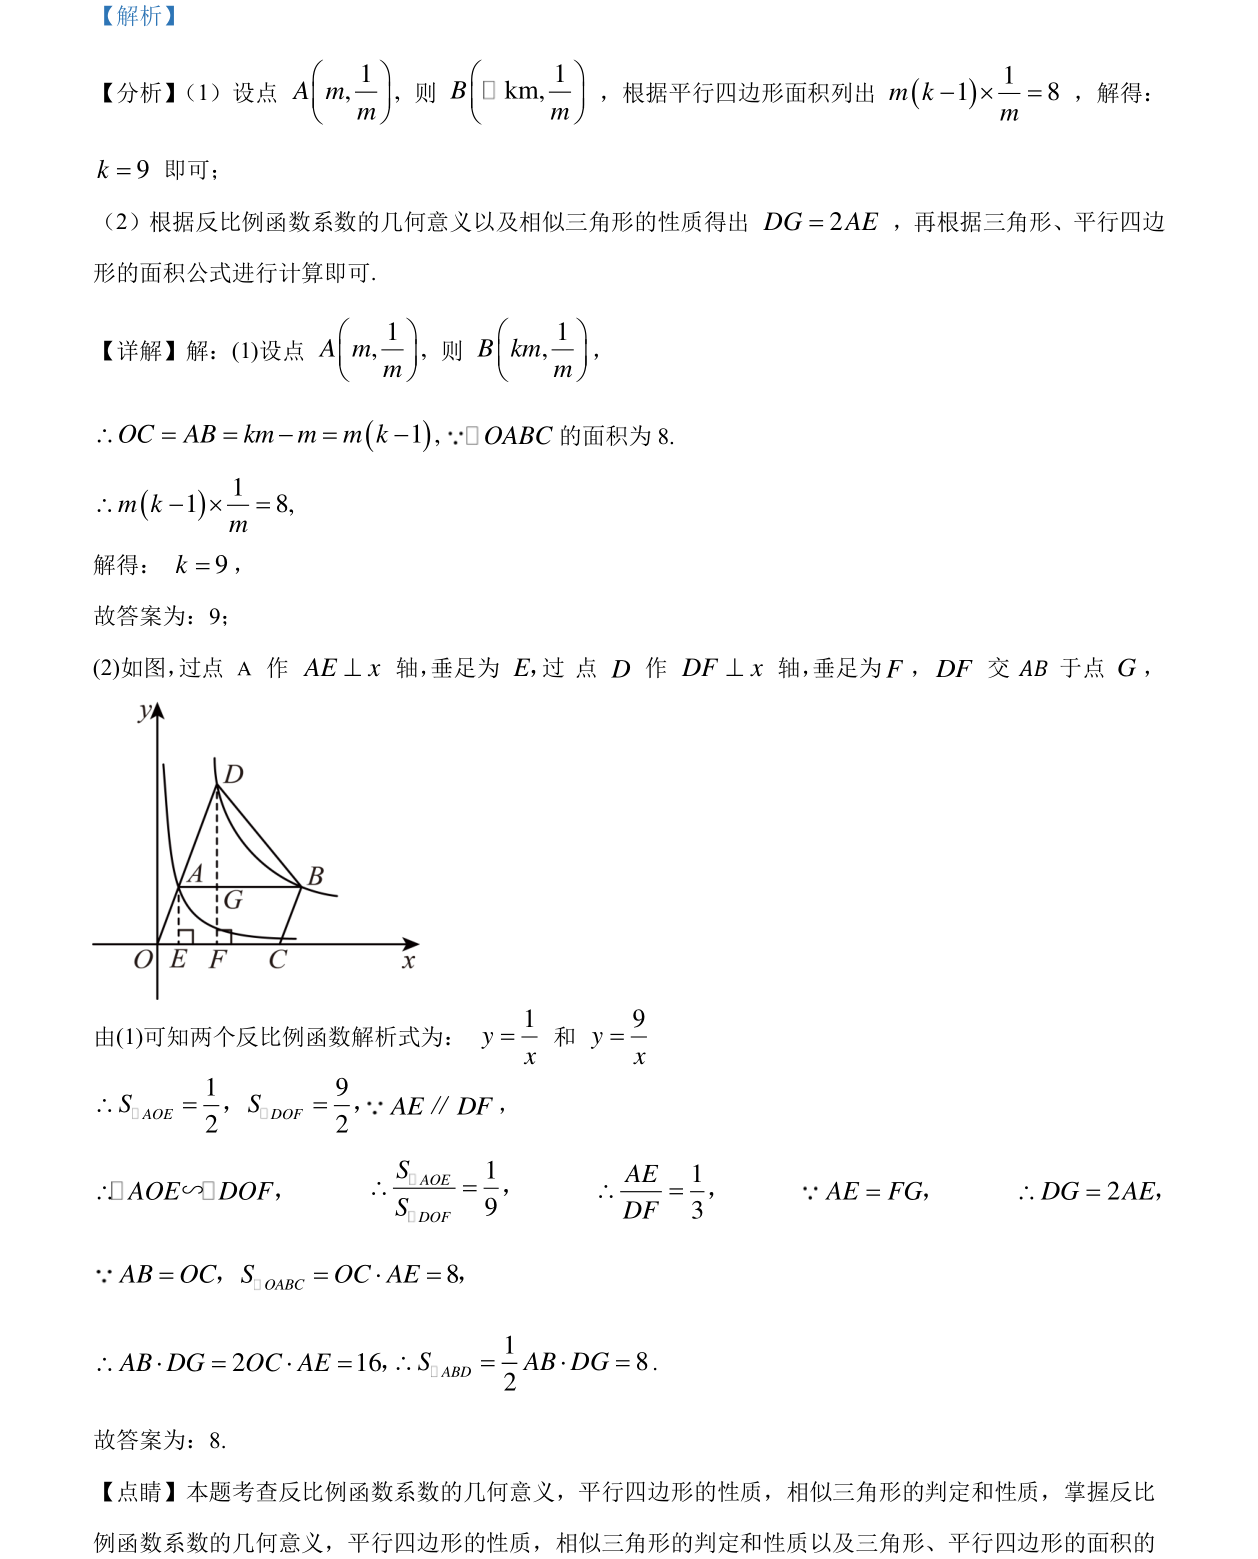 【解析】
【分析】（1）设点 A(m, 1/m), 则 B(□ km, 1/m) ，根据平行四边形面积列出 m(k−1)×1/m=8 ，解得：
k=9 即可；
（2）根据反比例函数系数的几何意义以及相似三角形的性质得出 DG=2AE ，再根据三角形、平行四边
形的面积公式进行计算即可.
【详解】解：(1)设点 A(m, 1/m), 则 B(km, 1/m)，
∴OC=AB=km−m=m(k−1), ∵□OABC的面积为8.
∴m(k−1)×1/m=8,
解得： k=9，
故答案为：9；
(2)如图，过点 A 作 AE⊥x 轴，垂足为 E，过 点 D 作 DF⊥x 轴，垂足为F，DF 交 AB 于点 G，
y
D
A
B
G
O E F C x
由(1)可知两个反比例函数解析式为： y=1/x 和 y=9/x
∴S□AOE=1/2，S□DOF=9/2，∵AE∥DF，
∴□AOE∽□DOF， ∴S□AOE/S□DOF=1/9， ∴AE/DF=1/3， ∵AE=FG， ∴DG=2AE，
∵AB=OC，S□OABC=OC·AE=8，
∴AB·DG=2OC·AE=16，∴S□ABD=1/2AB·DG=8.
故答案为：8.
【点睛】本题考查反比例函数系数的几何意义，平行四边形的性质，相似三角形的判定和性质，掌握反比
例函数系数的几何意义，平行四边形的性质，相似三角形的判定和性质以及三角形、平行四边形的面积的